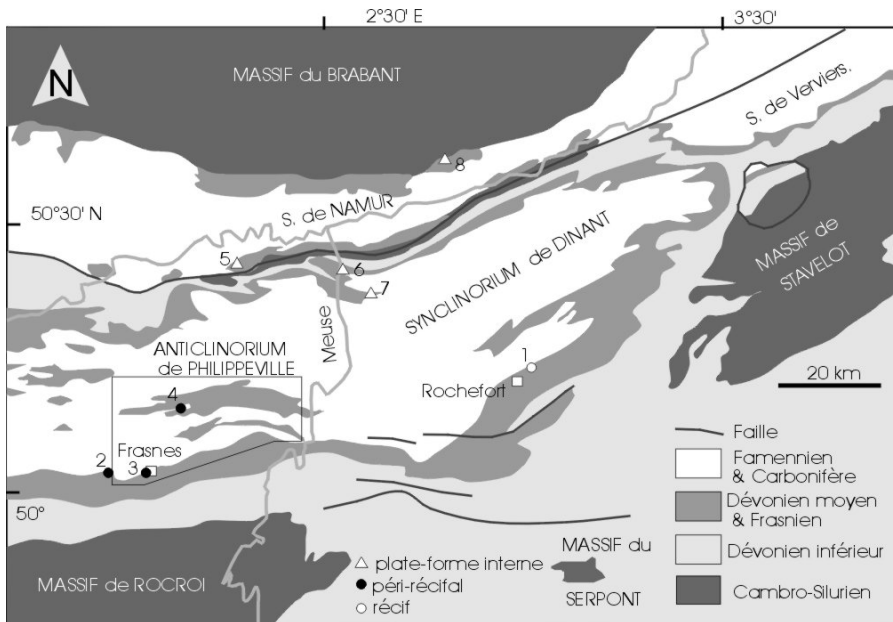 2°30' E
3°30'
N
MASSIF du BRABANT
S. de Verviers.
8
50°30' N
S. de NAMUR
5
6
7
SYNCLINORIUM de DINANT
MASSIF de
STAVELOT
Meuse
ANTICLINORIUM
de PHILIPPEVILLE
4
1
Rochefort
20 km
Frasnes
2
3
50°
Faille
Famennien
& Carbonifère
Dévonien moyen
& Frasnien
Dévonien inférieur
Cambro-Silurien
MASSIF de ROCROI
plate-forme interne
péri-récifal
récif
MASSIF du
SERPONT